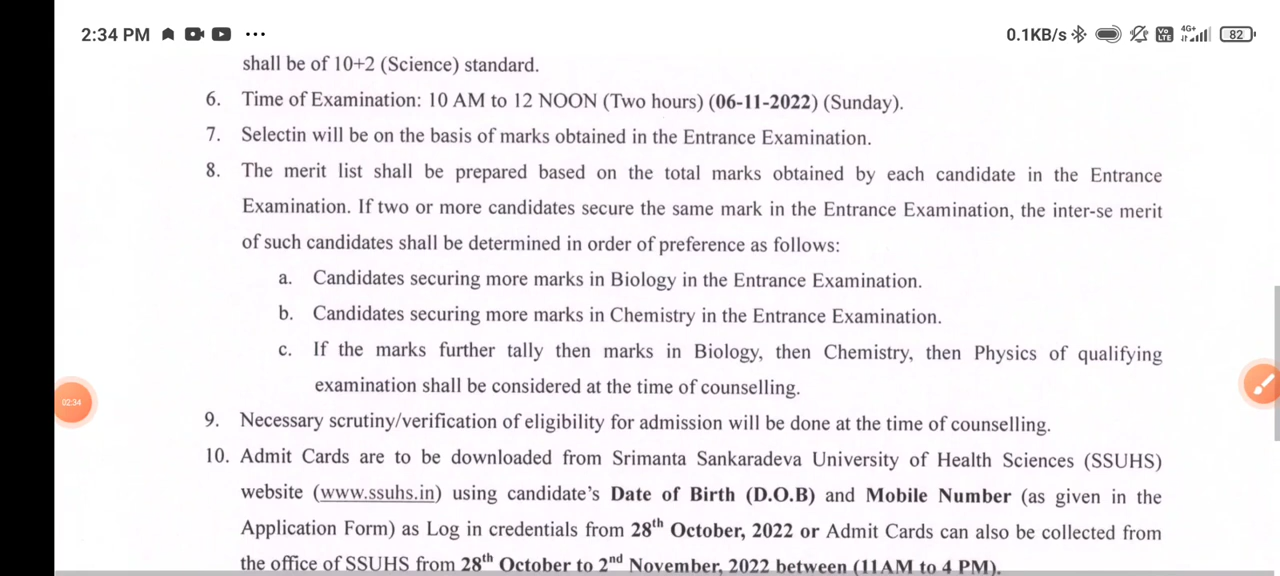 2:34 PM ... 0.1KB/s Vo LTE 4G+ 82
shall be of 10+2 (Science) standard.
6. Time of Examination: 10 AM to 12 NOON (Two hours) (06-11-2022) (Sunday).
7. Selectin will be on the basis of marks obtained in the Entrance Examination.
8. The merit list shall be prepared based on the total marks obtained by each candidate in the Entrance
Examination. If two or more candidates secure the same mark in the Entrance Examination, the inter-se merit
of such candidates shall be determined in order of preference as follows:
a. Candidates securing more marks in Biology in the Entrance Examination.
b. Candidates securing more marks in Chemistry in the Entrance Examination.
c. If the marks further tally then marks in Biology, then Chemistry, then Physics of qualifying
examination shall be considered at the time of counselling.
02:34
9. Necessary scrutiny/verification of eligibility for admission will be done at the time of counselling.
10. Admit Cards are to be downloaded from Srimanta Sankaradeva University of Health Sciences (SSUHS)
website (www.ssuhs.in) using candidate's Date of Birth (D.O.B) and Mobile Number (as given in the
Application Form) as Log in credentials from 28th October, 2022 or Admit Cards can also be collected from
the office of SSUHS from 28th October to 2nd November, 2022 between (11AM to 4 PM).